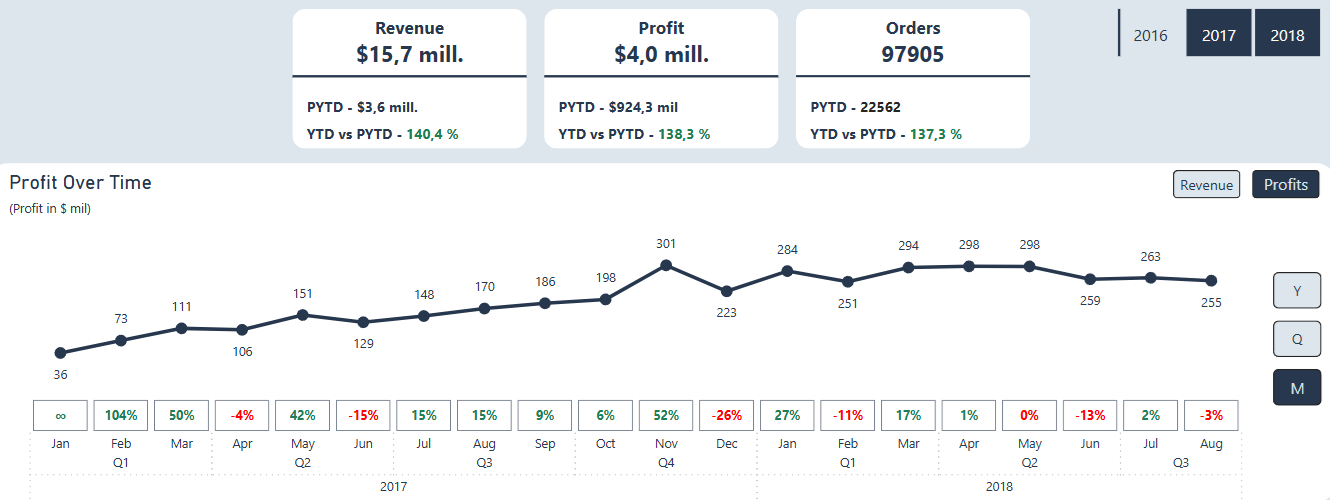 Revenue
$15,7 mill.
PYTD - $3,6 mill.
YTD vs PYTD - 140,4 %
Profit
$4,0 mill.
PYTD - $924,3 mil
YTD vs PYTD - 138,3 %
Orders
97905
PYTD - 22562
YTD vs PYTD - 137,3 %
2016 2017 2018
Profit Over Time
(Profit in $ mil)
Revenue Profits
36 73 111 106 151 129 148 170 186 198 301 223 284 251 294 298 298 259 263 255
Y
Q
M
∞ 104% 50% -4% 42% -15% 15% 15% 9% 6% 52% -26% 27% -11% 17% 1% 0% -13% 2% -3%
Jan Feb Mar Apr May Jun Jul Aug Sep Oct Nov Dec Jan Feb Mar Apr May Jun Jul Aug
Q1 Q2 Q3 Q4 Q1 Q2 Q3
2017 2018